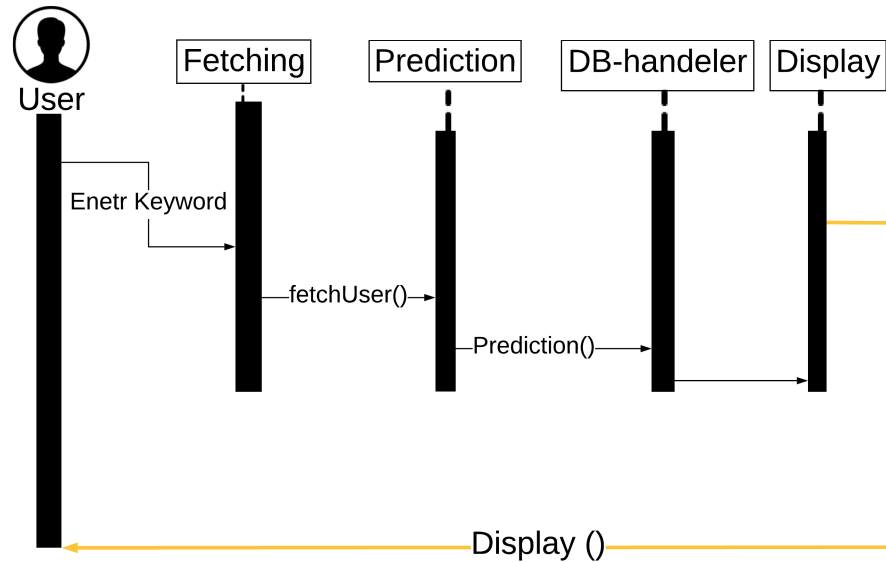 User
Fetching
Prediction
DB-handeler
Display
Enetr Keyword
fetchUser()
Prediction()
Display ()